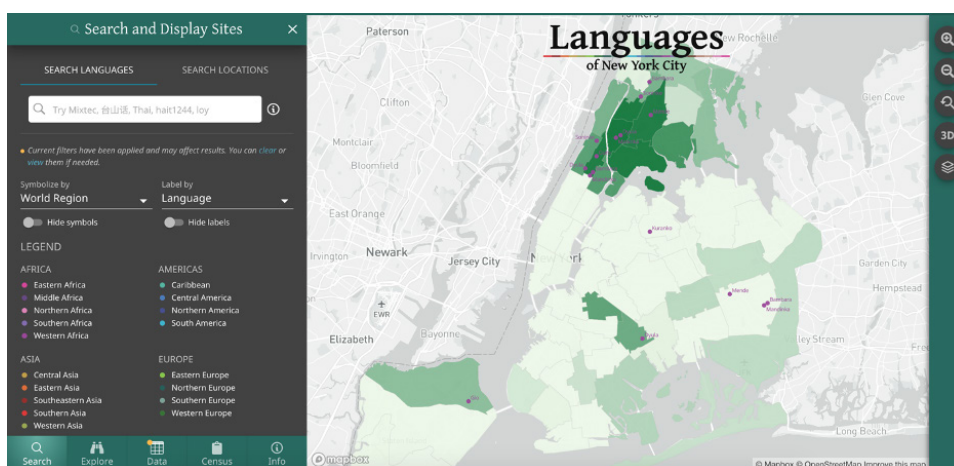 Search and Display Sites
SEARCH LANGUAGES
SEARCH LOCATIONS
Try Mixtec, 台山话, Thai, hait1244, loy
Current filters have been applied and may affect results. You can clear or
view them if needed.
Symbolize by
World Region
Label by
Language
Hide symbols
Hide labels
LEGEND
AFRICA
Eastern Africa
Middle Africa
Northern Africa
Southern Africa
Western Africa
AMERICAS
Caribbean
Central America
Northern America
South America
ASIA
Central Asia
Eastern Asia
Southeastern Asia
Southern Asia
Western Asia
EUROPE
Eastern Europe
Northern Europe
Southern Europe
Western Europe
Search
Explore
Data
Census
Info
Languages
of New York City
Paterson
New Rochelle
Clifton
Glen Cove
Montclair
Bloomfield
East Orange
Irvington
Newark
Jersey City
EWR
Elizabeth
Bayonne
Kuranko
Mende
Bambara
Mandinka
Garden City
Hempstead
ley Stream
Long Beach
3D
mapbox
© Mapbox © OpenStreetMap Improve this map